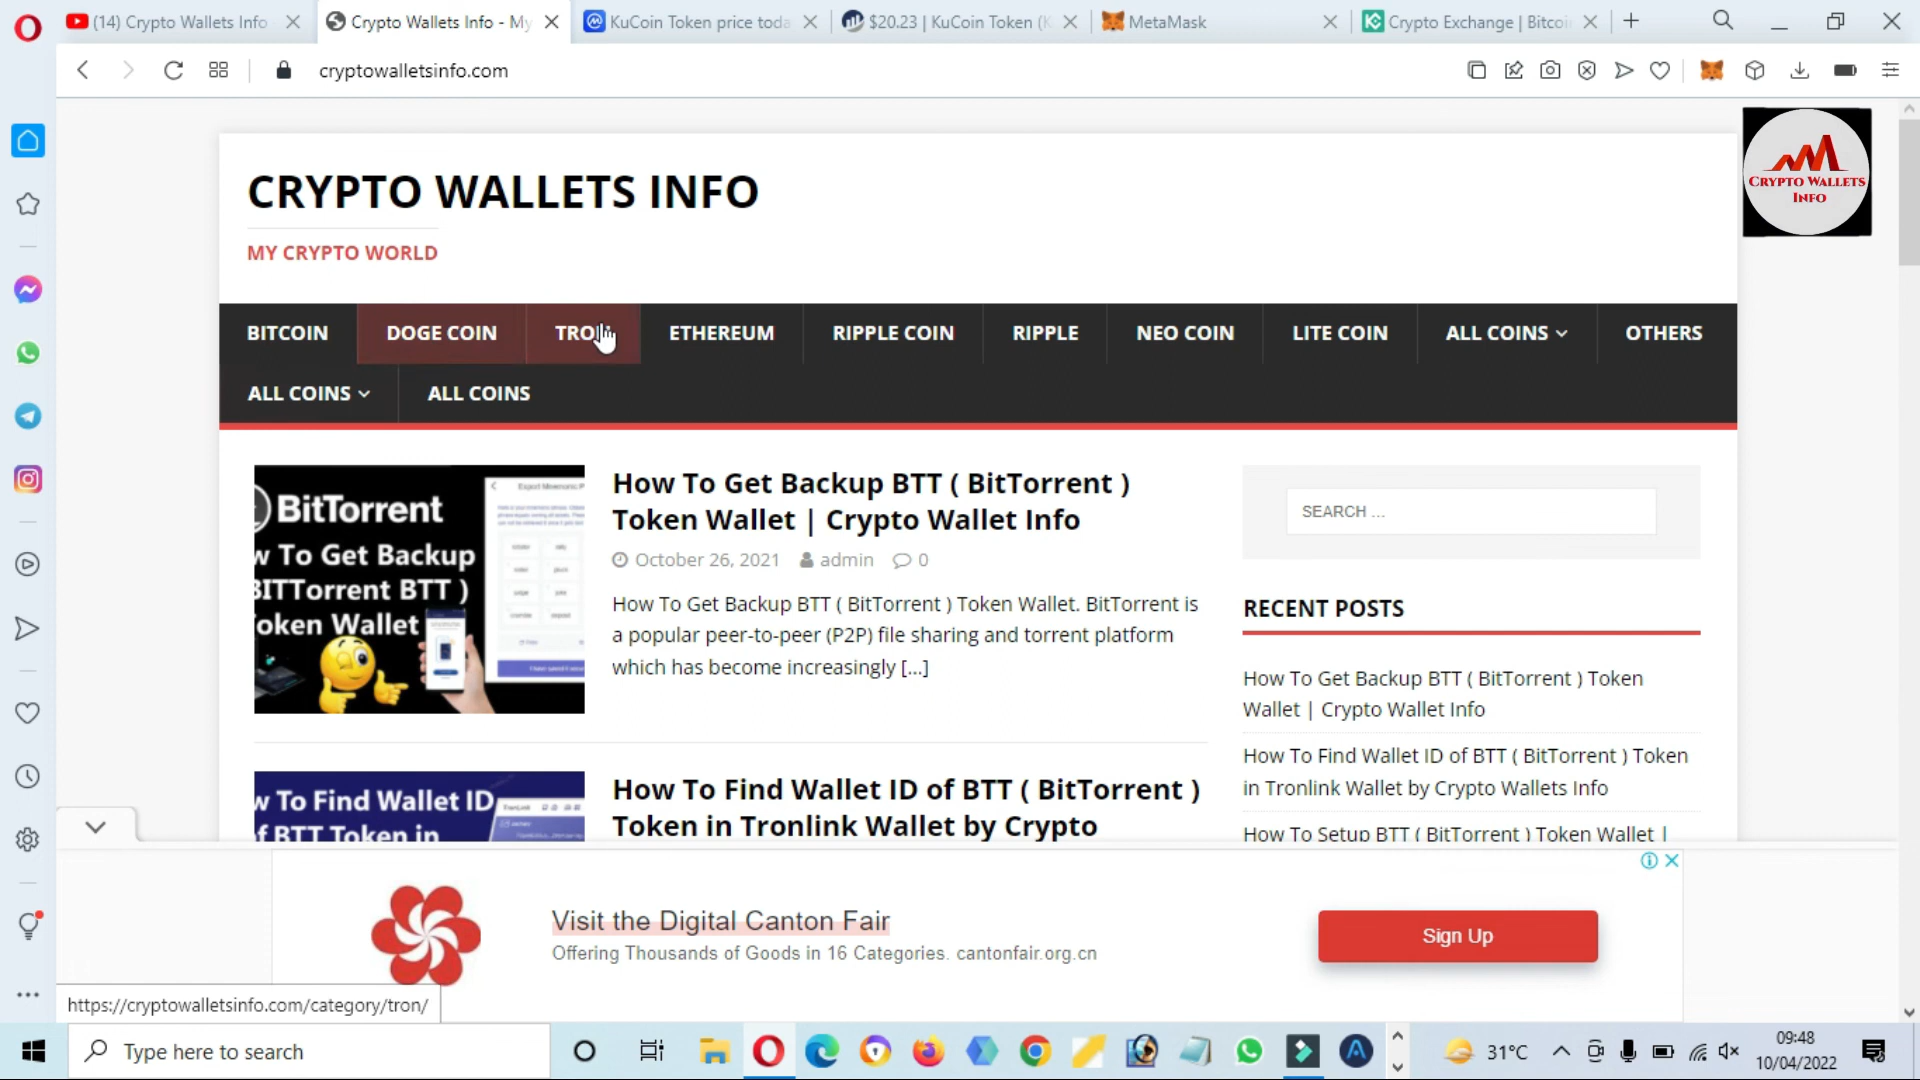 (14) Crypto Wallets Info
Crypto Wallets Info - My
KuCoin Token price toda
$20.23 | KuCoin Token (K
MetaMask
Crypto Exchange | Bitcoi
cryptowalletsinfo.com
CRYPTO WALLETS INFO
MY CRYPTO WORLD
CRYPTO WALLETS
INFO
BITCOIN
DOGE COIN
TRON
ETHEREUM
RIPPLE COIN
RIPPLE
NEO COIN
LITE COIN
ALL COINS
OTHERS
ALL COINS
ALL COINS
BitTorrent
w To Get Backup
BITTorrent BTT )
oken Wallet
How To Get Backup BTT ( BitTorrent )
Token Wallet | Crypto Wallet Info
October 26, 2021 admin 0
How To Get Backup BTT ( BitTorrent ) Token Wallet. BitTorrent is
a popular peer-to-peer (P2P) file sharing and torrent platform
which has become increasingly [...]
SEARCH ...
RECENT POSTS
How To Get Backup BTT ( BitTorrent ) Token
Wallet | Crypto Wallet Info
How To Find Wallet ID of BTT ( BitTorrent ) Token
in Tronlink Wallet by Crypto Wallets Info
How To Setup BTT ( BitTorrent ) Token Wallet |
w To Find Wallet ID
of BTT Token in
How To Find Wallet ID of BTT ( BitTorrent )
Token in Tronlink Wallet by Crypto
Visit the Digital Canton Fair
Offering Thousands of Goods in 16 Categories. cantonfair.org.cn
Sign Up
https://cryptowalletsinfo.com/category/tron/
Type here to search
31°C
09:48
10/04/2022